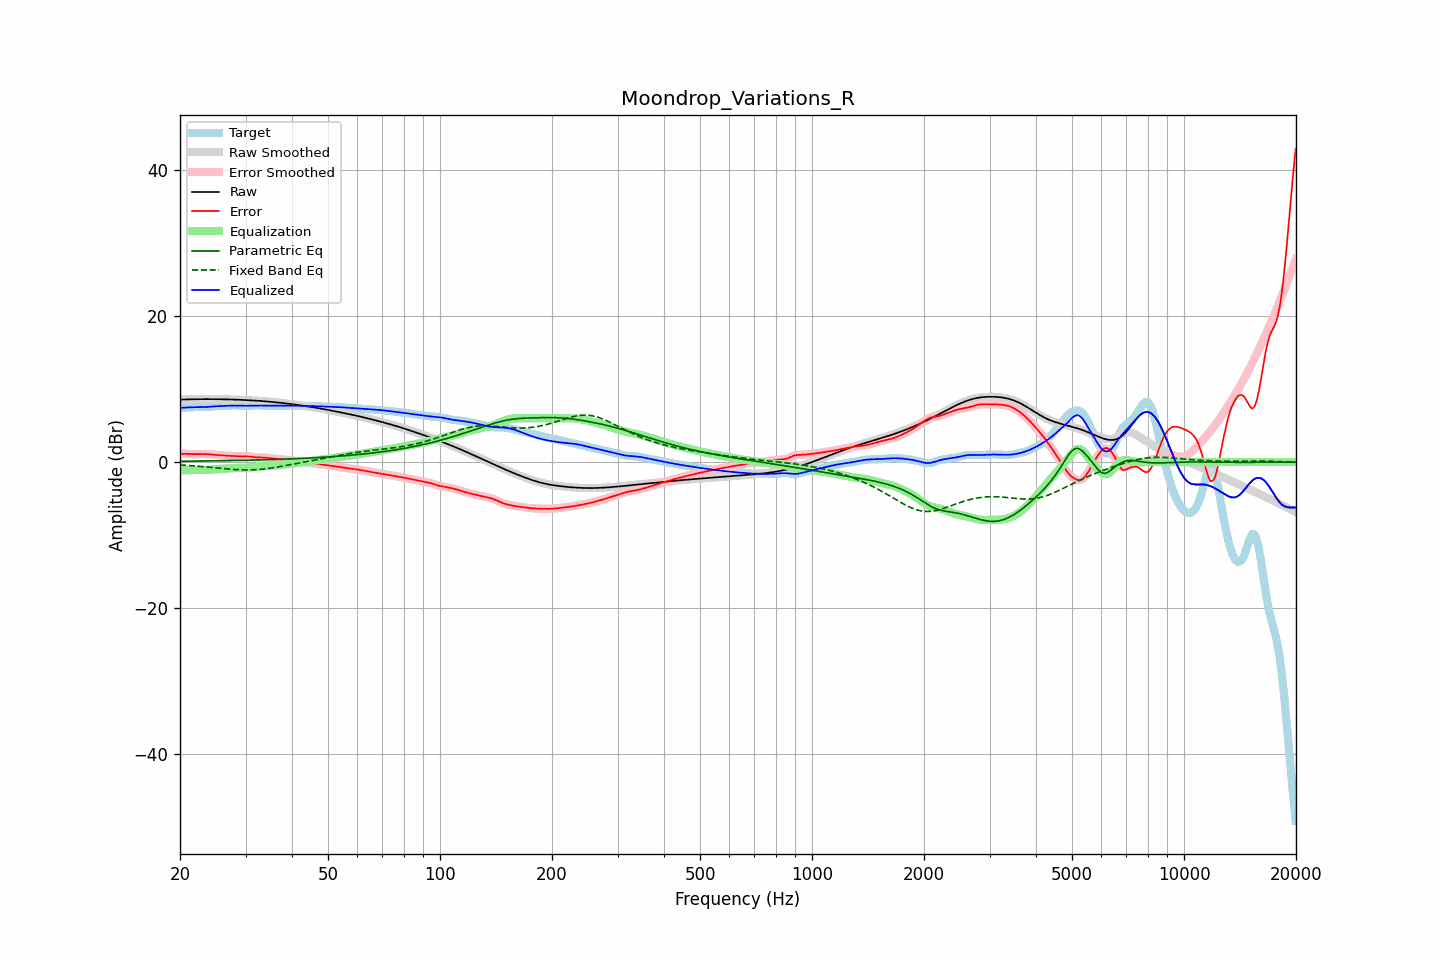 Moondrop_Variations_R
Target
Raw Smoothed
Error Smoothed
Raw
Error
Equalization
Parametric Eq
Fixed Band Eq
Equalized
40
20
0
−20
−40
Amplitude (dBr)
20
50
100
200
500
1000
2000
5000
10000
20000
Frequency (Hz)